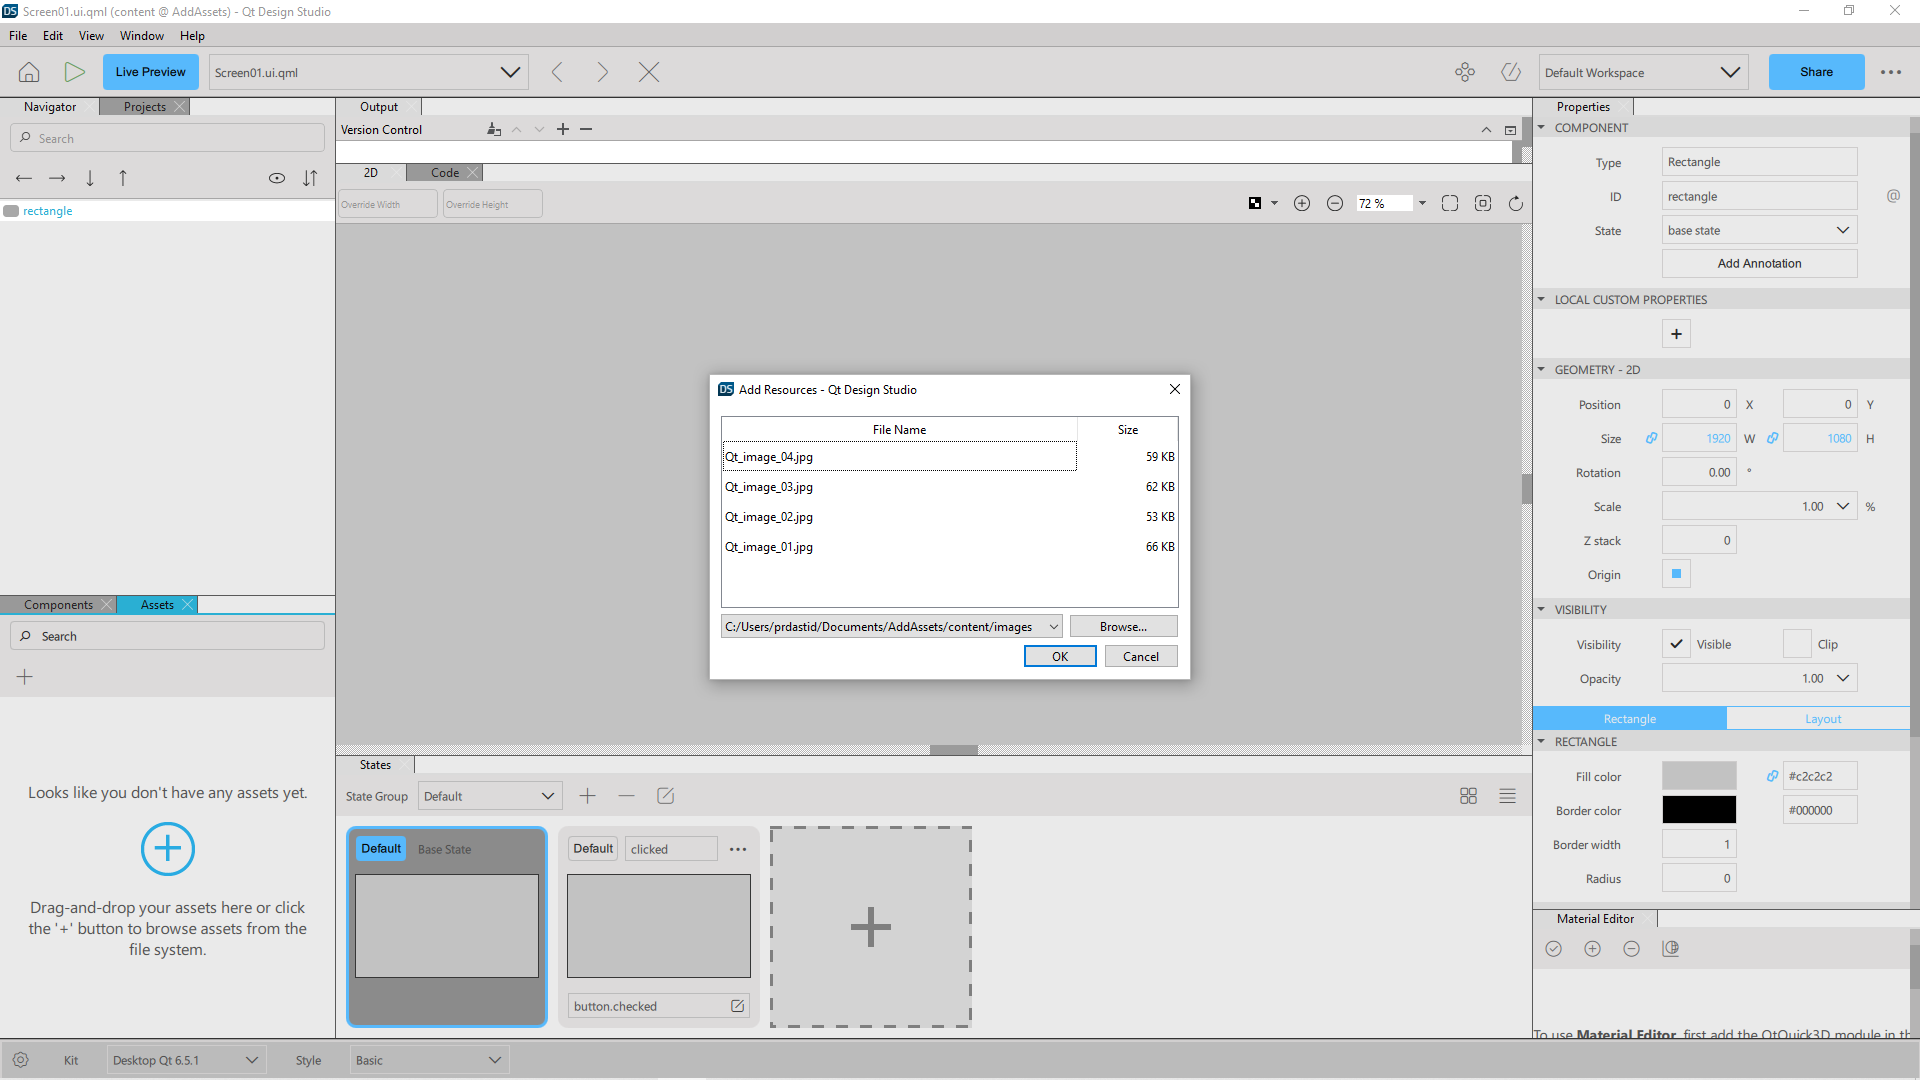 DS Screen01.ui.qml (content @ AddAssets) - Qt Design Studio
File Edit View Window Help
Live Preview Screen01.ui.qml Default Workspace Share
Navigator Projects Output Properties
Search
Version Control
COMPONENT
2D Code
Type Rectangle
Override Width Override Height 72 % ID rectangle @
rectangle
State base state
Add Annotation
LOCAL CUSTOM PROPERTIES
GEOMETRY - 2D
Position 0 X 0 Y
Size 1920 W 1080 H
Rotation 0.00 °
Scale 1.00 %
Z stack 0
Origin
DS Add Resources - Qt Design Studio
File Name Size
Qt_image_04.jpg 59 KB
Qt_image_03.jpg 62 KB
Qt_image_02.jpg 53 KB
Qt_image_01.jpg 66 KB
C:/Users/prdastid/Documents/AddAssets/content/images Browse...
OK Cancel
VISIBILITY
Visibility Visible Clip
Opacity 1.00
Rectangle Layout
RECTANGLE
Fill color #c2c2c2
Border color #000000
Border width 1
Radius 0
Components Assets
Search
Looks like you don't have any assets yet.
Drag-and-drop your assets here or click
the '+' button to browse assets from the
file system.
States
State Group Default
Default Base State
Default clicked
button.checked
Material Editor
To use Material Editor, first add the QtQuick3D module in th
Kit Desktop Qt 6.5.1 Style Basic